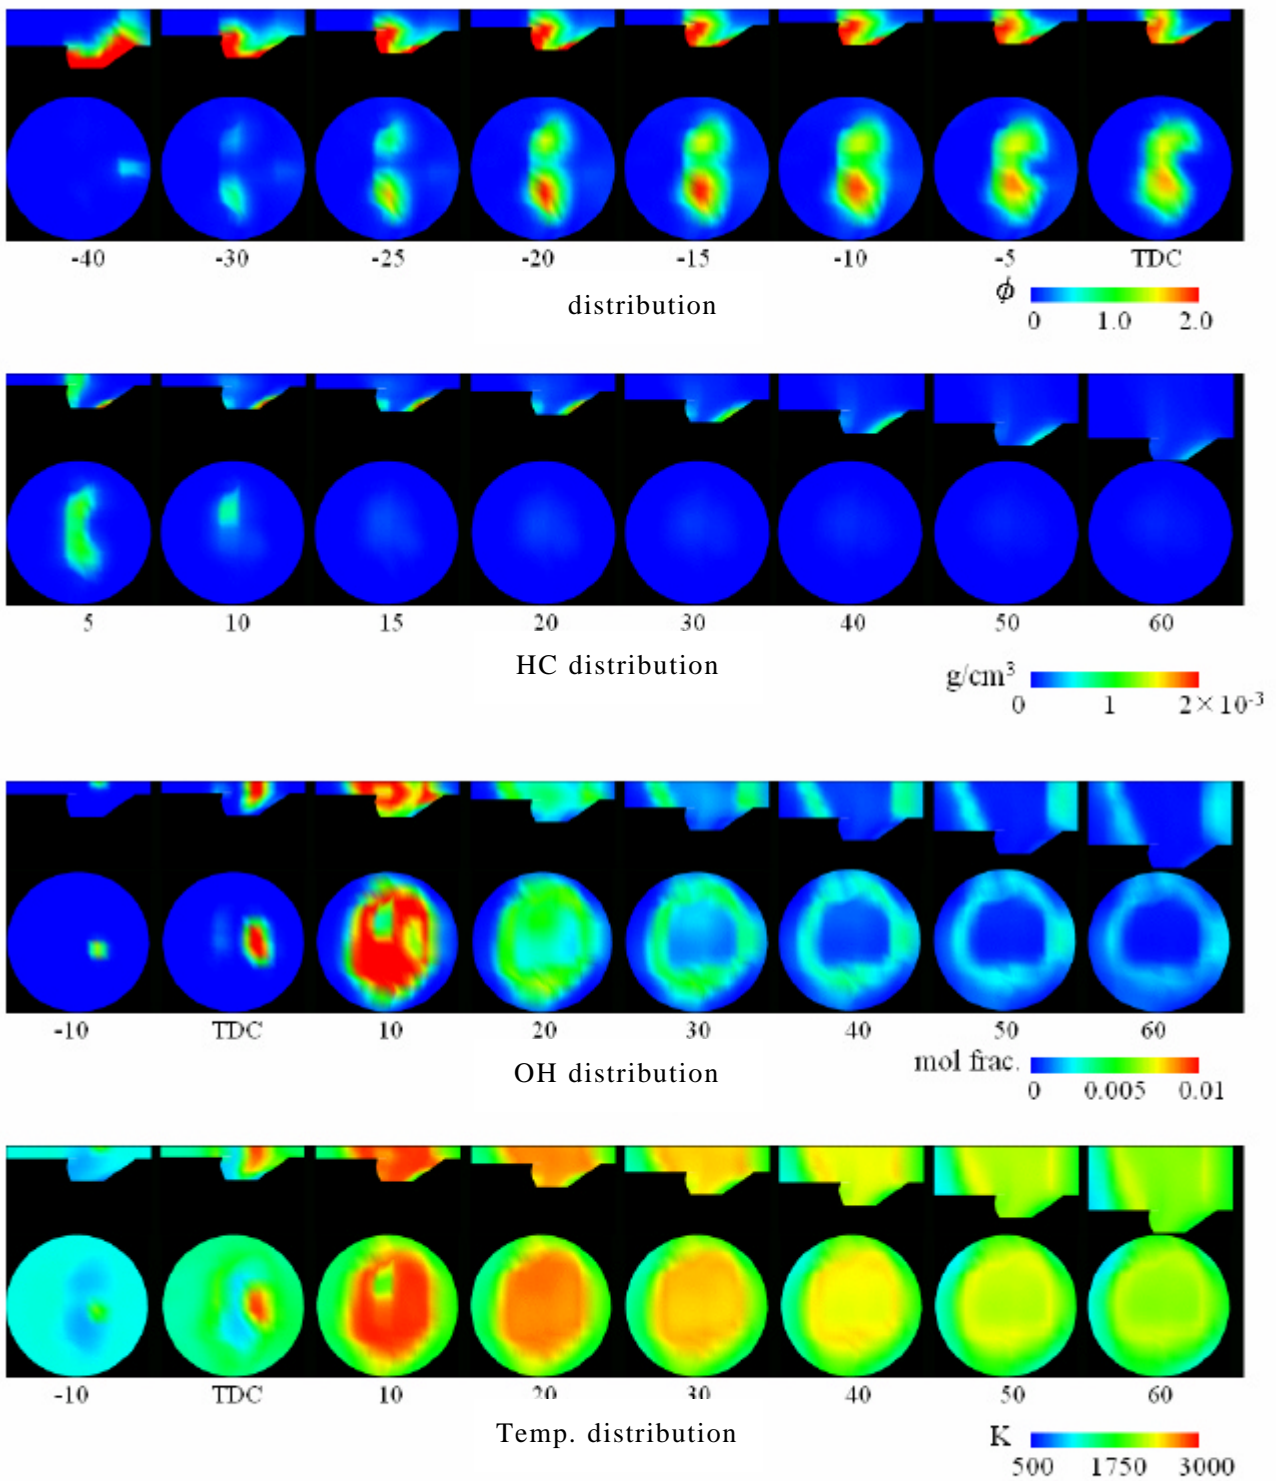 -40 -30 -25 -20 -15 -10 -5 TDC
distribution
ϕ
0 1.0 2.0
5 10 15 20 30 40 50 60
HC distribution
g/cm³
0 1 2×10⁻³
-10 TDC 10 20 30 40 50 60
OH distribution
mol frac.
0 0.005 0.01
-10 TDC 10 20 30 40 50 60
Temp. distribution
K
500 1750 3000